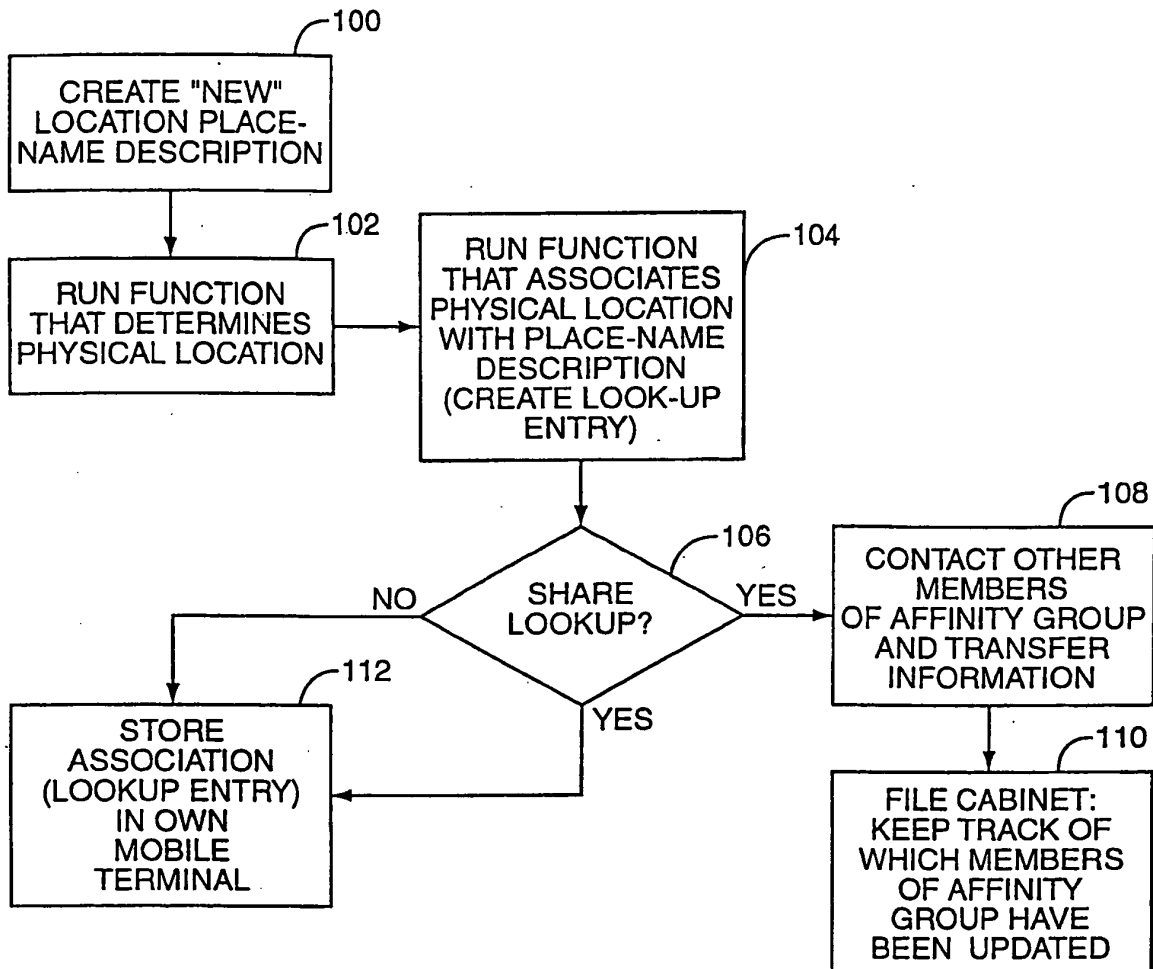 100
CREATE "NEW"
LOCATION PLACE-
NAME DESCRIPTION
102
RUN FUNCTION
THAT DETERMINES
PHYSICAL LOCATION
104
RUN FUNCTION
THAT ASSOCIATES
PHYSICAL LOCATION
WITH PLACE-NAME
DESCRIPTION
(CREATE LOOK-UP
ENTRY)
106
SHARE
LOOKUP?
NO
YES
YES
108
CONTACT OTHER
MEMBERS
OF AFFINITY GROUP
AND TRANSFER
INFORMATION
110
FILE CABINET:
KEEP TRACK OF
WHICH MEMBERS
OF AFFINITY
GROUP HAVE
BEEN UPDATED
112
STORE
ASSOCIATION
(LOOKUP ENTRY)
IN OWN
MOBILE
TERMINAL